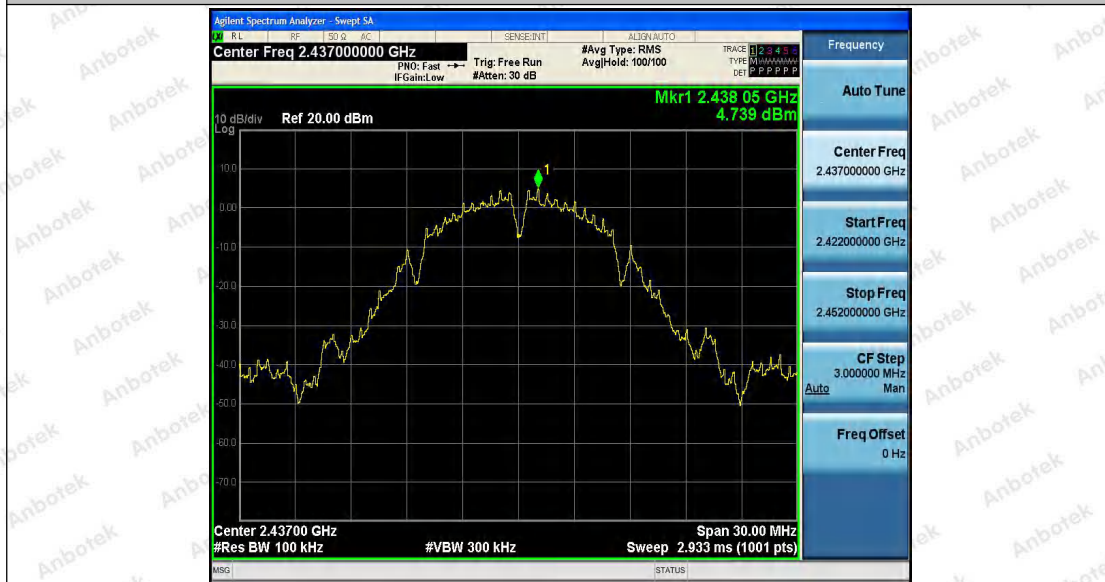 Agilent Spectrum Analyzer - Swept SA
RL RF 50 Ω AC SENSE:INT ALIGNAUTO
Center Freq 2.437000000 GHz
PNO: Fast
IFGain:Low
Trig: Free Run
#Atten: 30 dB
#Avg Type: RMS
Avg|Hold: 100/100
TRACE 1 2 3 4 5 6
TYPE M
DET P P P P P P
Mkr1 2.438 05 GHz
4.739 dBm
10 dB/div
Log
Ref 20.00 dBm
1
10.0
0.00
-10.0
-20.0
-30.0
-40.0
-50.0
-60.0
-70.0
Center 2.43700 GHz
Span 30.00 MHz
#Res BW 100 kHz
#VBW 300 kHz
Sweep 2.933 ms (1001 pts)
MSG
STATUS
Frequency
Auto Tune
Center Freq
2.437000000 GHz
Start Freq
2.422000000 GHz
Stop Freq
2.452000000 GHz
CF Step
3.000000 MHz
Auto Man
Freq Offset
0 Hz
Anbotek